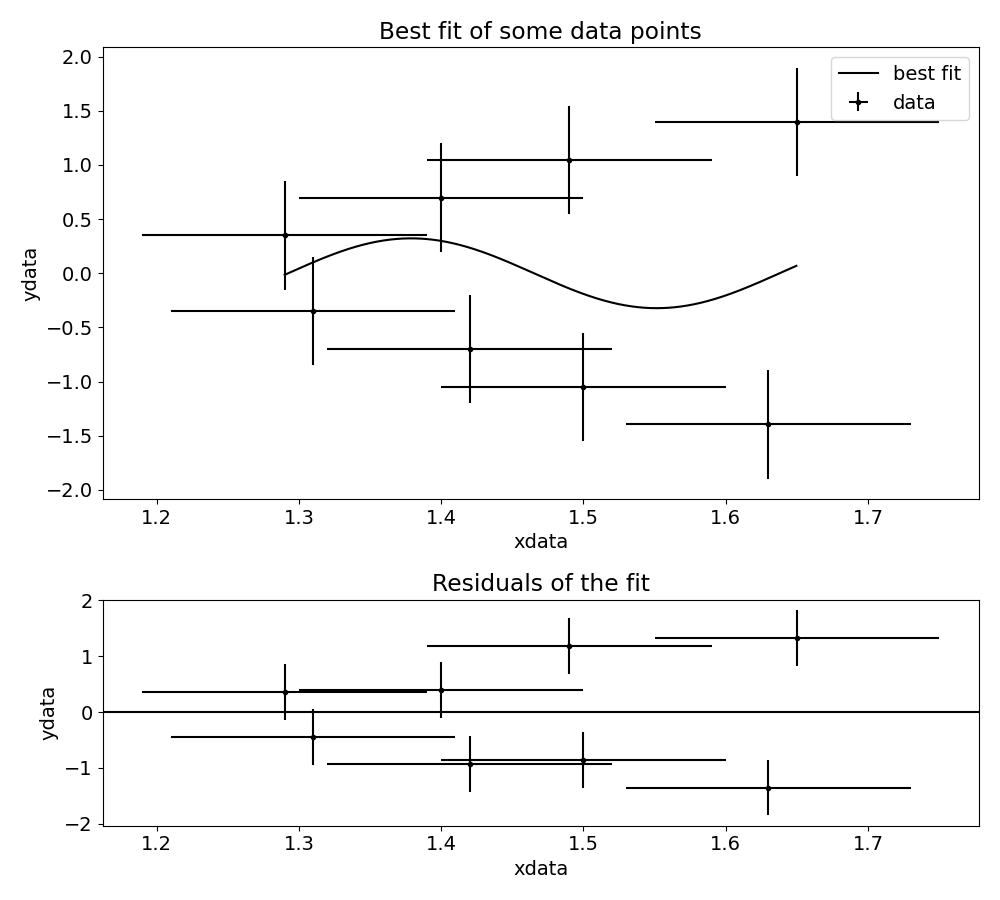 Best fit of some data points
best fit
data
2.0
1.5
1.0
0.5
0.0
−0.5
−1.0
−1.5
−2.0
ydata
1.2 1.3 1.4 1.5 1.6 1.7
xdata
Residuals of the fit
2
1
0
−1
−2
ydata
1.2 1.3 1.4 1.5 1.6 1.7
xdata